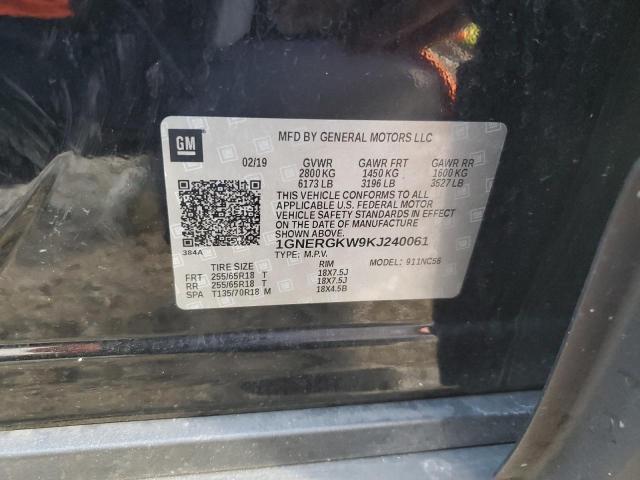 GM
MFD BY GENERAL MOTORS LLC
02/19 GVWR GAWR FRT GAWR RR
2800 KG 1450 KG 1600 KG
6173 LB 3196 LB 3527 LB
THIS VEHICLE CONFORMS TO ALL
APPLICABLE U.S. FEDERAL MOTOR
VEHICLE SAFETY STANDARDS IN EFFECT
ON THE DATE OF MANUFACTURE
SHOWN ABOVE.
384A 1GNERGKW9KJ240061
TYPE: M.P.V. MODEL: 911NC56
TIRE SIZE RIM
FRT 255/65R18 T 18X7.5J
RR 255/65R18 T 18X7.5J
SPA T135/70R18 M 18X4.5B